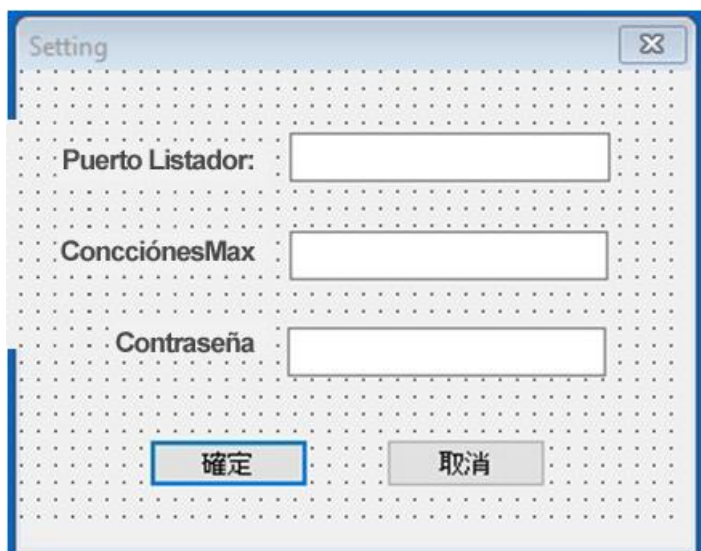 Setting
Puerto Listador:
ConcciónesMax
Contraseña
確定
取消